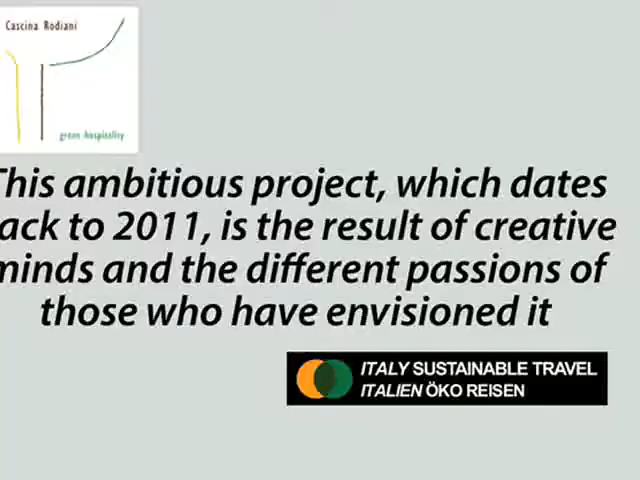 Cascina Rodiani
green hospitality
This ambitious project, which dates
back to 2011, is the result of creative
minds and the different passions of
those who have envisioned it
ITALY SUSTAINABLE TRAVEL
ITALIEN ÖKO REISEN